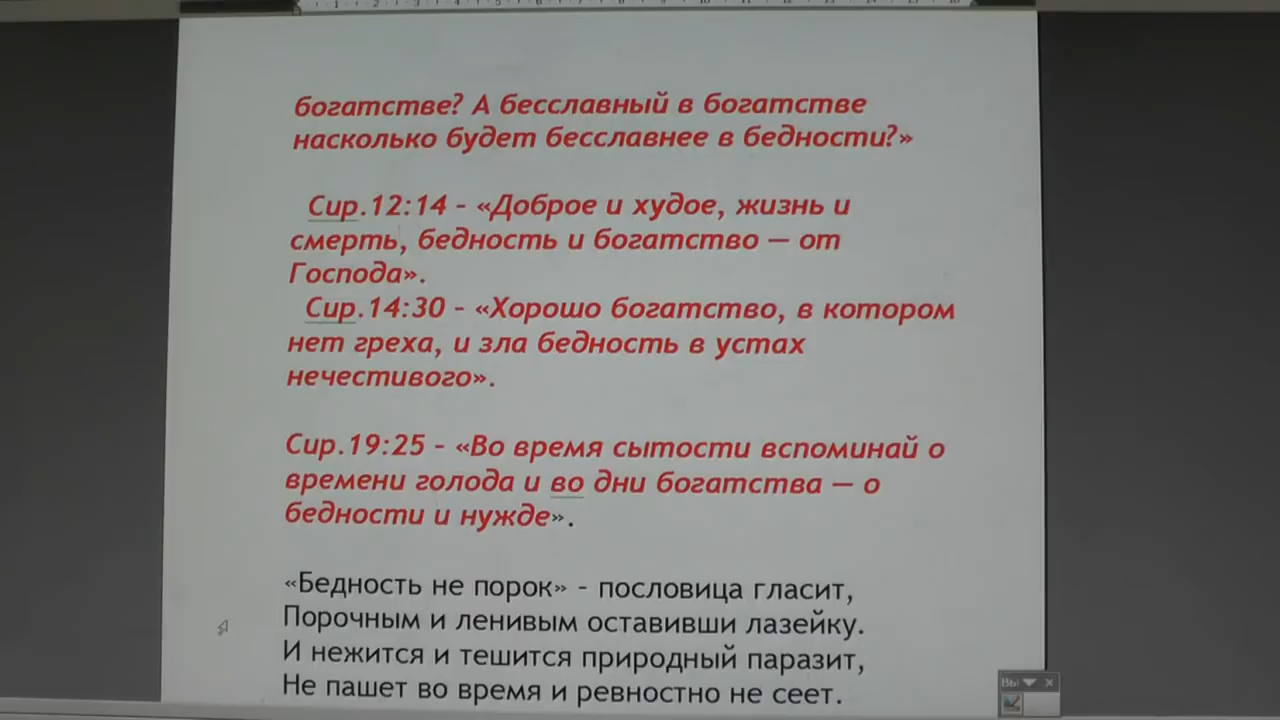 богатстве? А бесславный в богатстве
насколько будет бесславнее в бедности?»
Сир.12:14 - «Доброе и худое, жизнь и
смерть, бедность и богатство — от
Господа».
Сир.14:30 - «Хорошо богатство, в котором
нет греха, и зла бедность в устах
нечестивого».
Сир.19:25 - «Во время сытости вспоминай о
времени голода и во дни богатства — о
бедности и нужде».
«Бедность не порок» - пословица гласит,
Порочным и ленивым оставивши лазейку.
И нежится и тешится природный паразит,
Не пашет во время и ревностно не сеет.
Вы